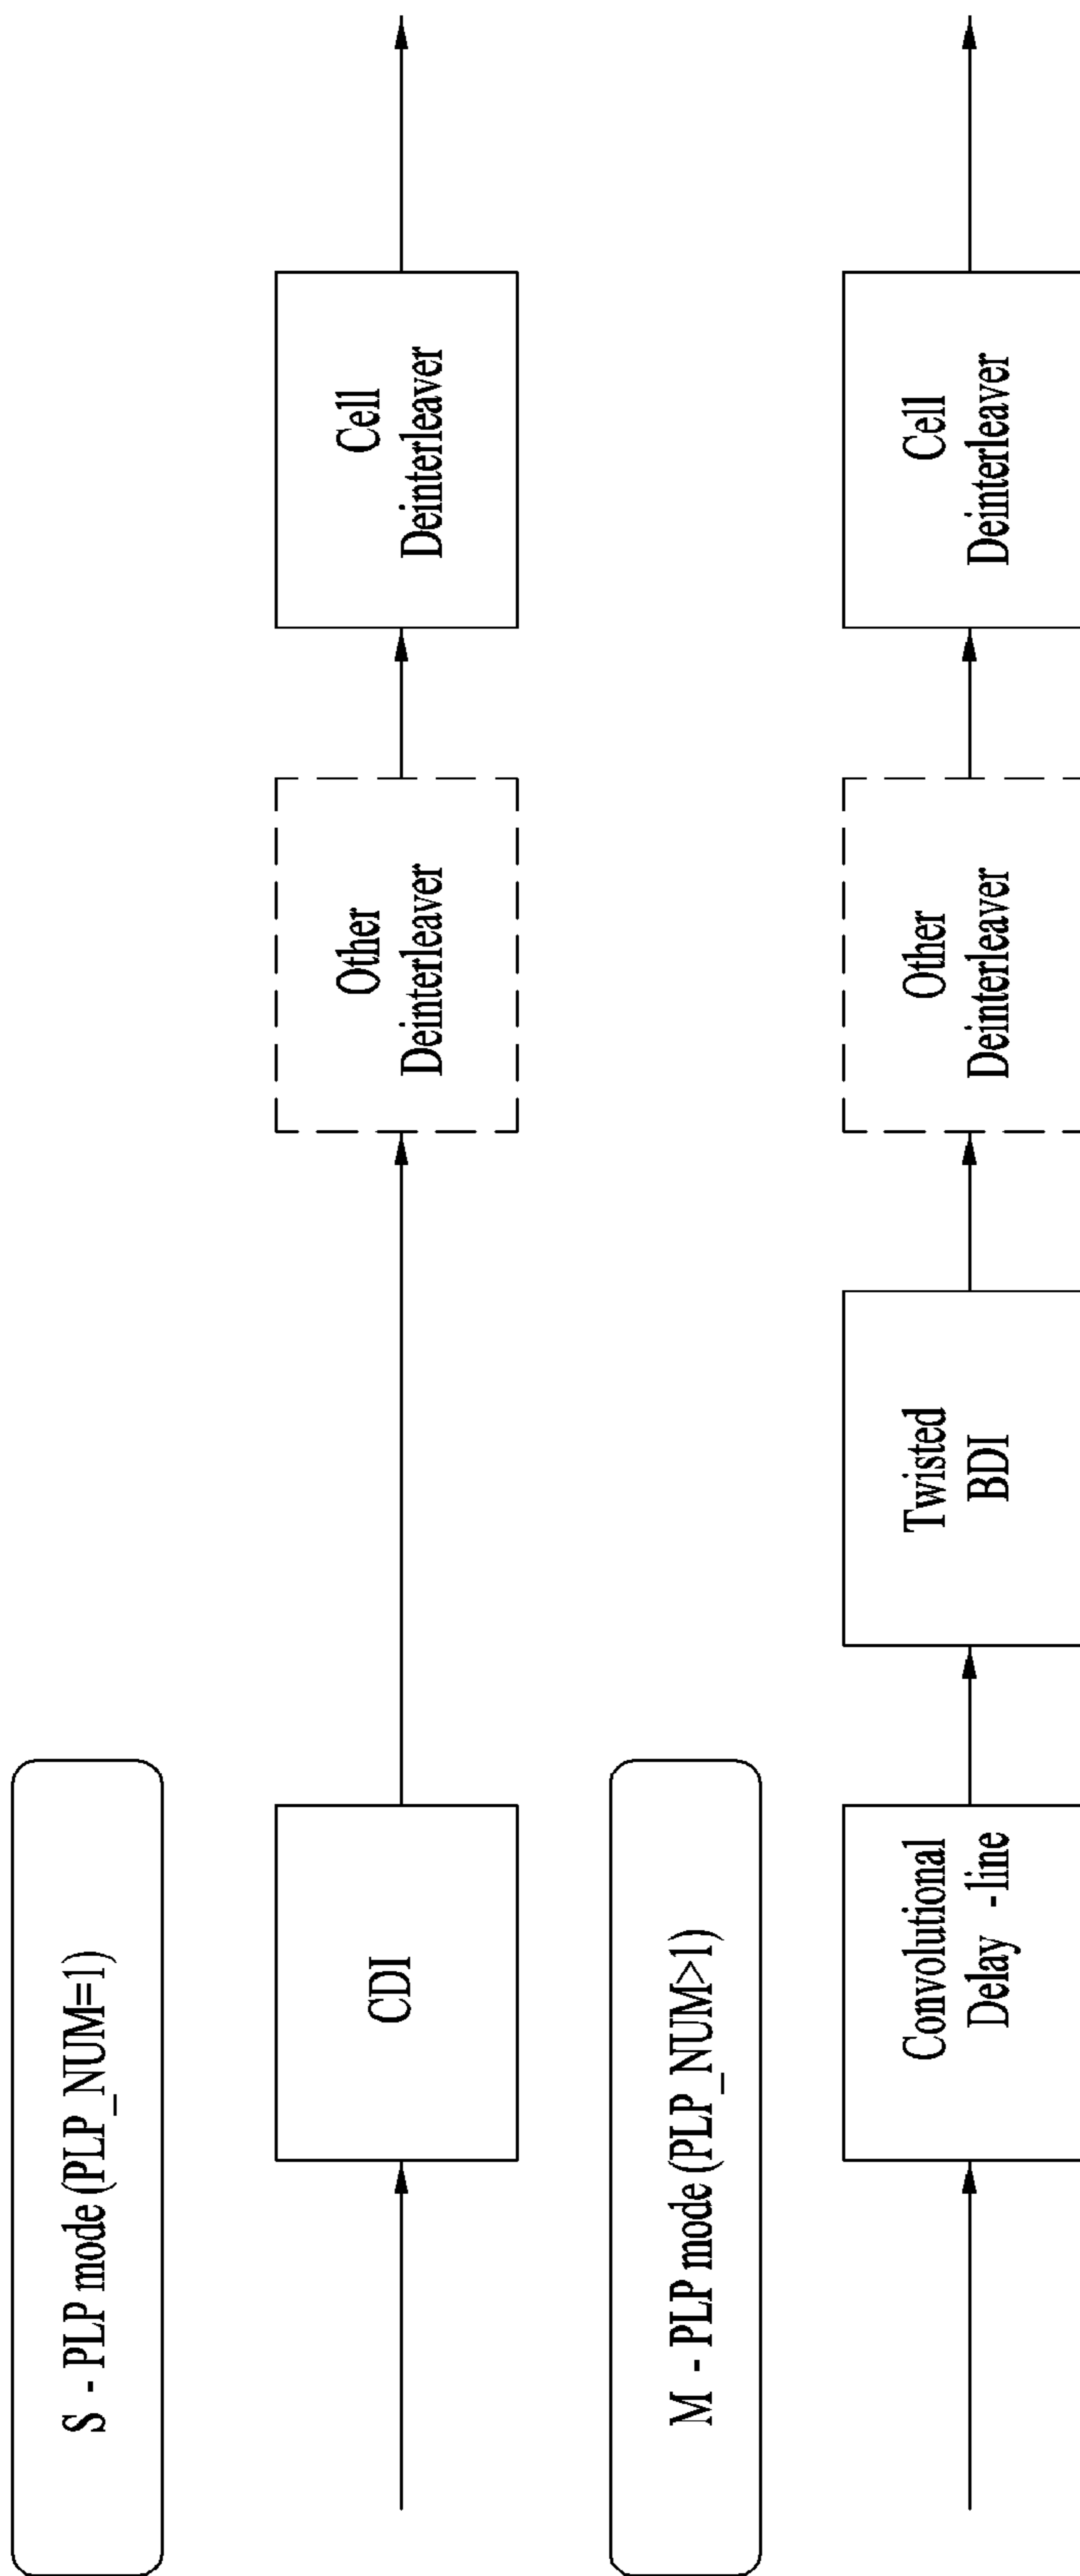 S - PLP mode (PLP_NUM=1)
CDI
Other
Deinterleaver
Cell
Deinterleaver
M - PLP mode (PLP_NUM>1)
Convolutional
Delay -line
Twisted
BDI
Other
Deinterleaver
Cell
Deinterleaver